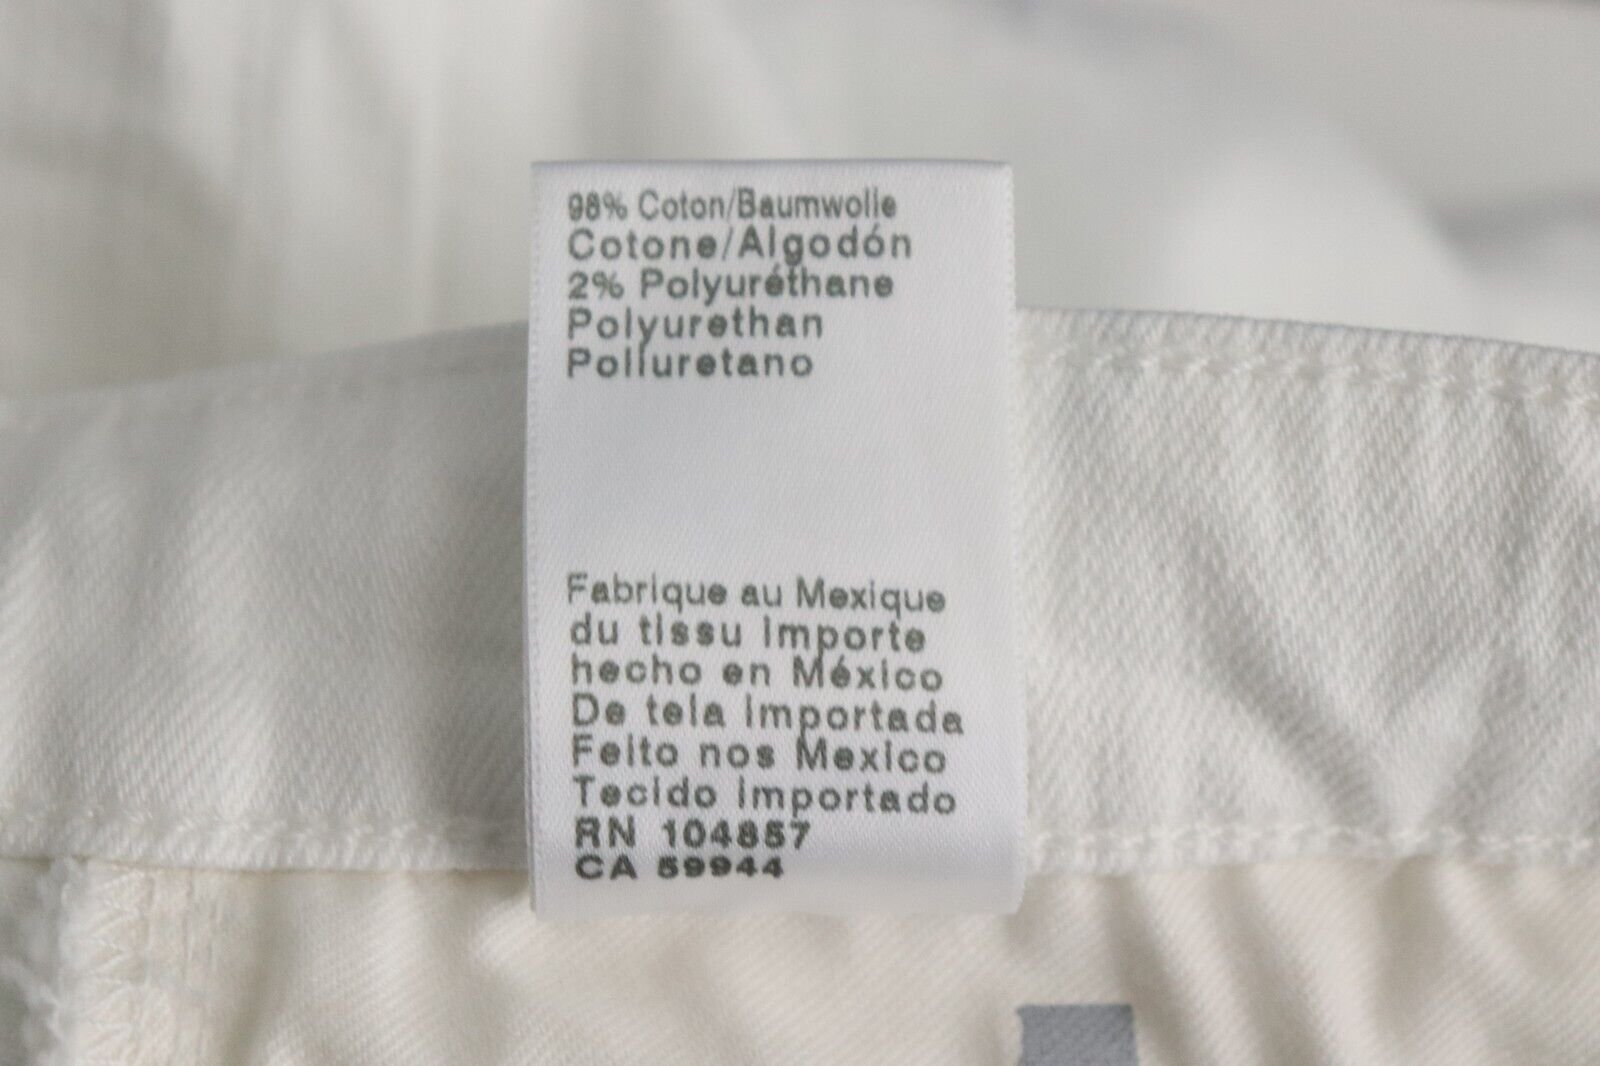 98% Coton/Baumwolle
Cotone/Algodón
2% Polyuréthane
Polyurethan
Poliuretano
Fabrique au Mexique
du tissu importe
hecho en México
De tela importada
Feito nos Mexico
Tecido importado
RN 104857
CA 59944